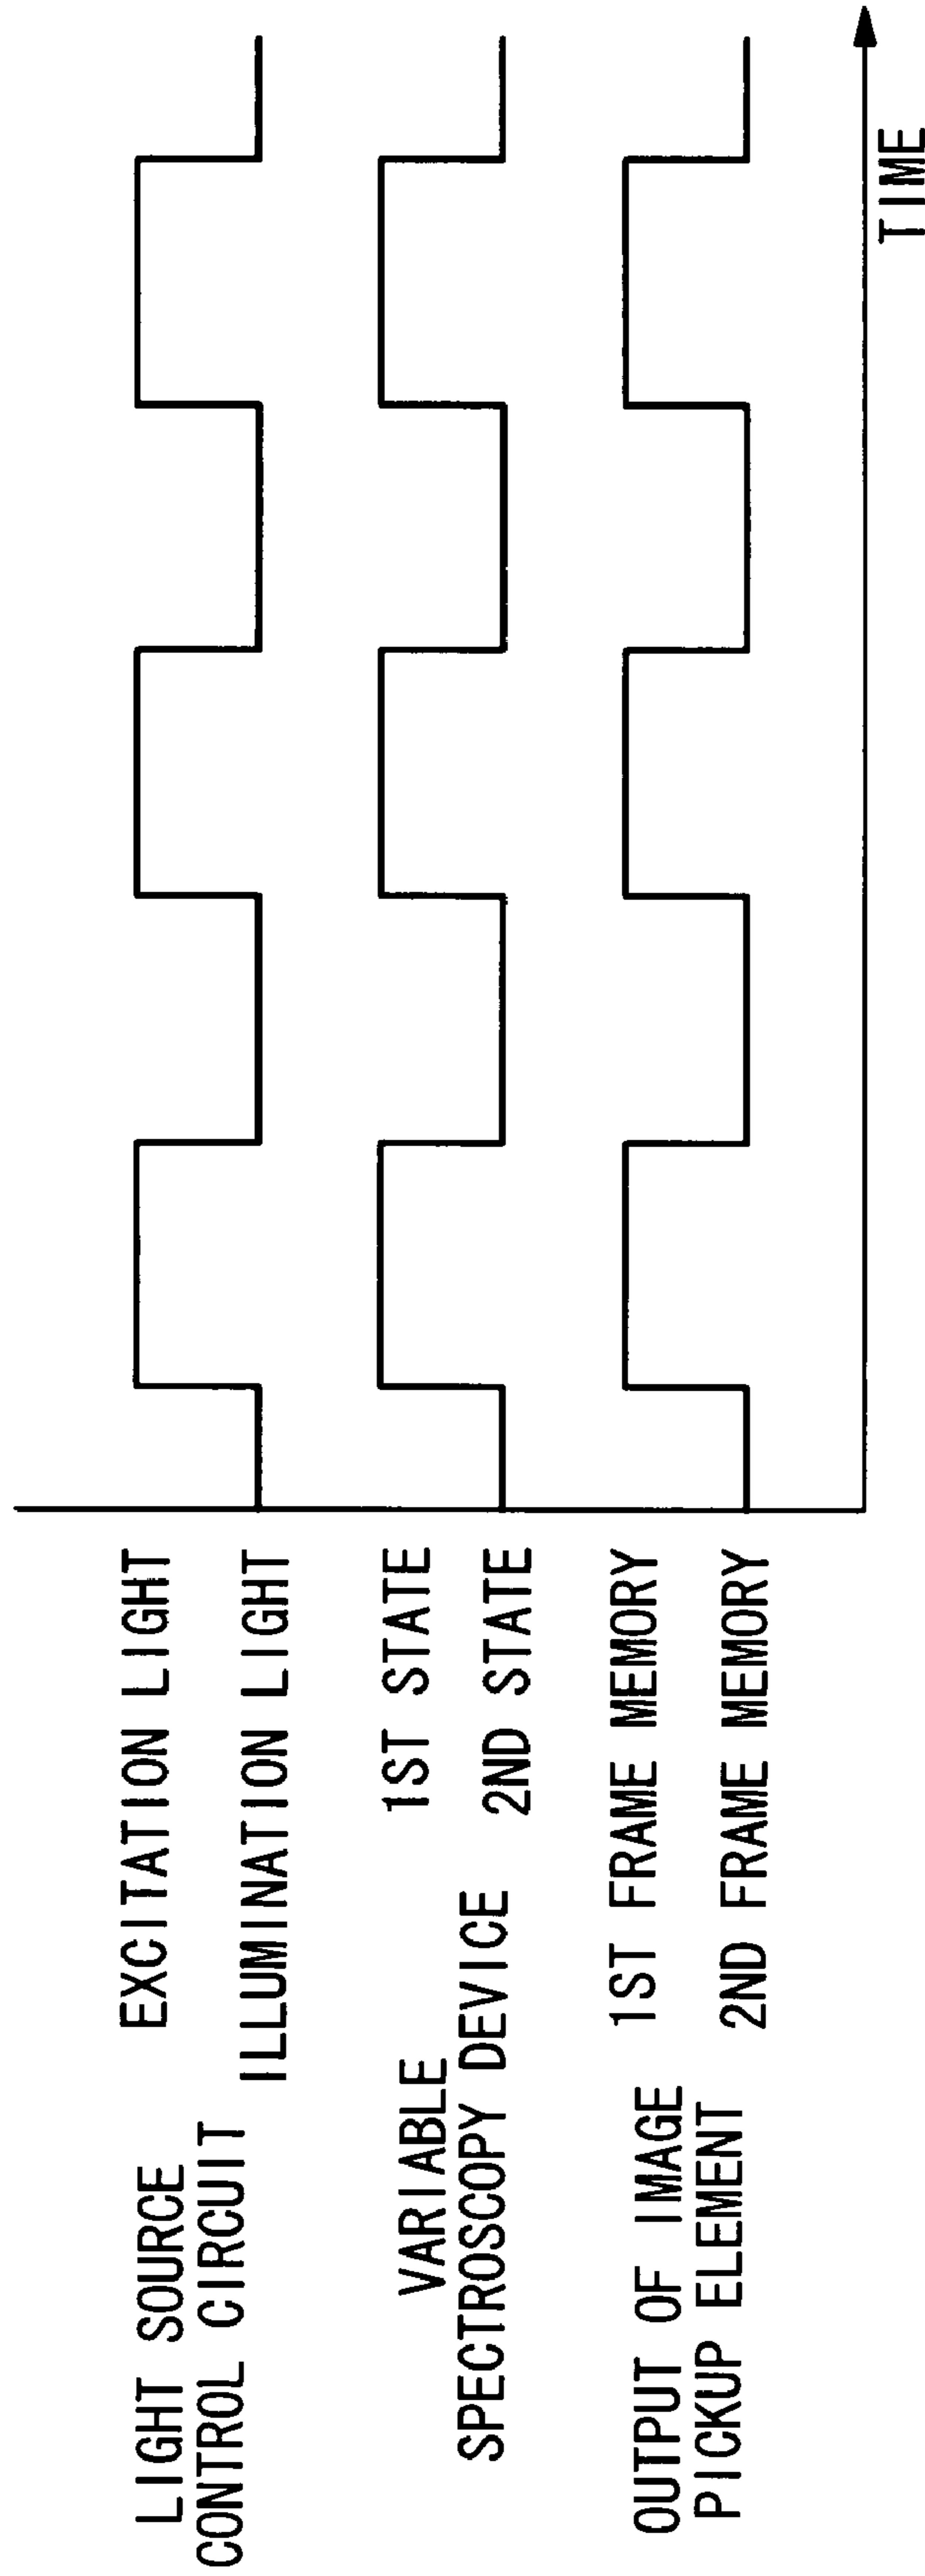 LIGHT SOURCE
CONTROL CIRCUIT
EXCITATION LIGHT
ILLUMINATION LIGHT
VARIABLE
SPECTROSCOPY DEVICE
1ST STATE
2ND STATE
OUTPUT OF IMAGE
PICKUP ELEMENT
1ST FRAME MEMORY
2ND FRAME MEMORY
TIME